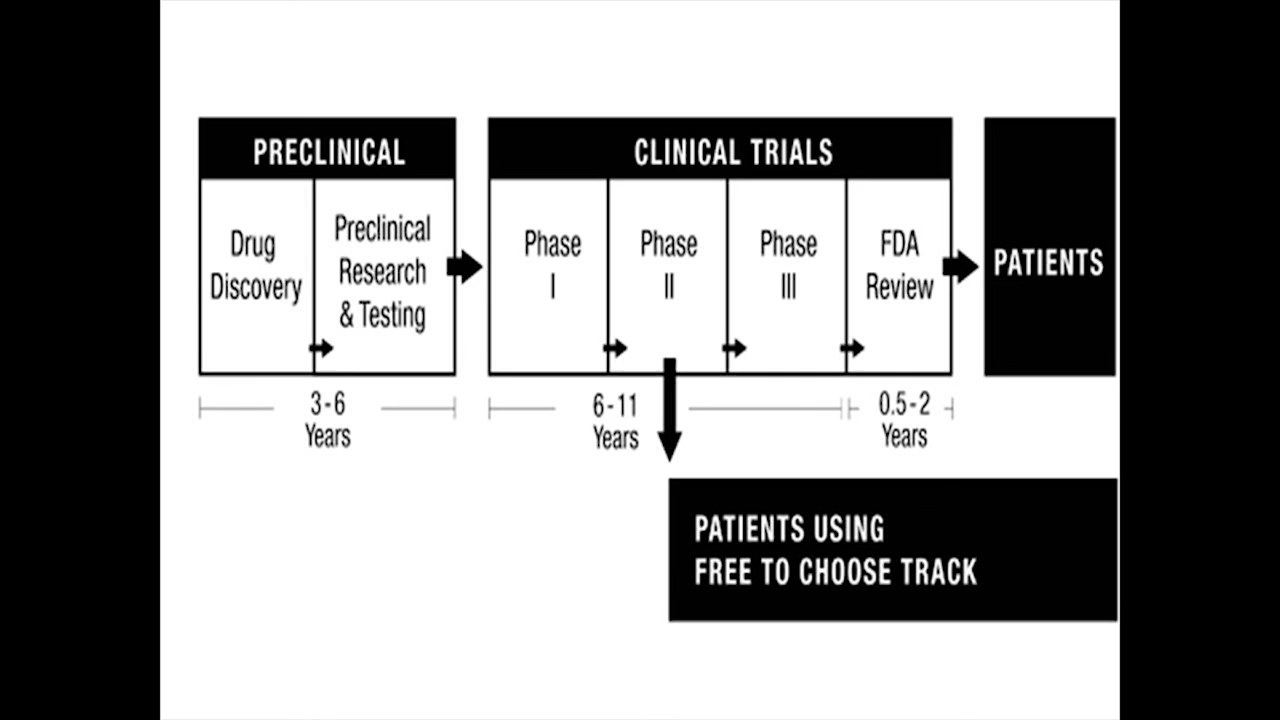 PRECLINICAL
Drug
Discovery
Preclinical
Research
& Testing
3-6
Years
CLINICAL TRIALS
Phase
I
Phase
II
Phase
III
FDA
Review
6-11
Years
0.5-2
Years
PATIENTS
PATIENTS USING
FREE TO CHOOSE TRACK